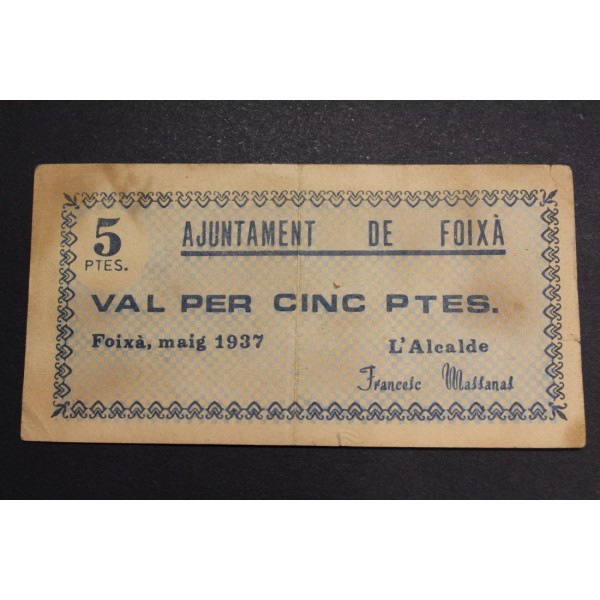 5
PTES.
AJUNTAMENT DE FOIXÀ
VAL PER CINC PTES.
Foixà, maig 1937
L'Alcalde
Francesc Massanas